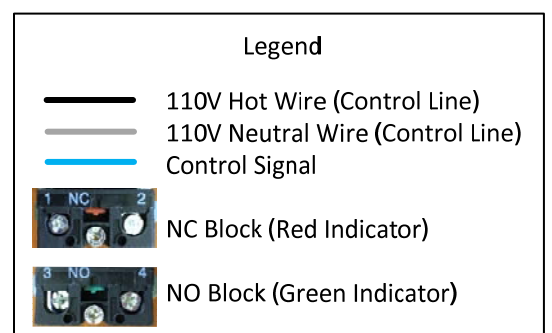 Legend
110V Hot Wire (Control Line)
110V Neutral Wire (Control Line)
Control Signal
1 NC 2
NC Block (Red Indicator)
3 NO 4
NO Block (Green Indicator)